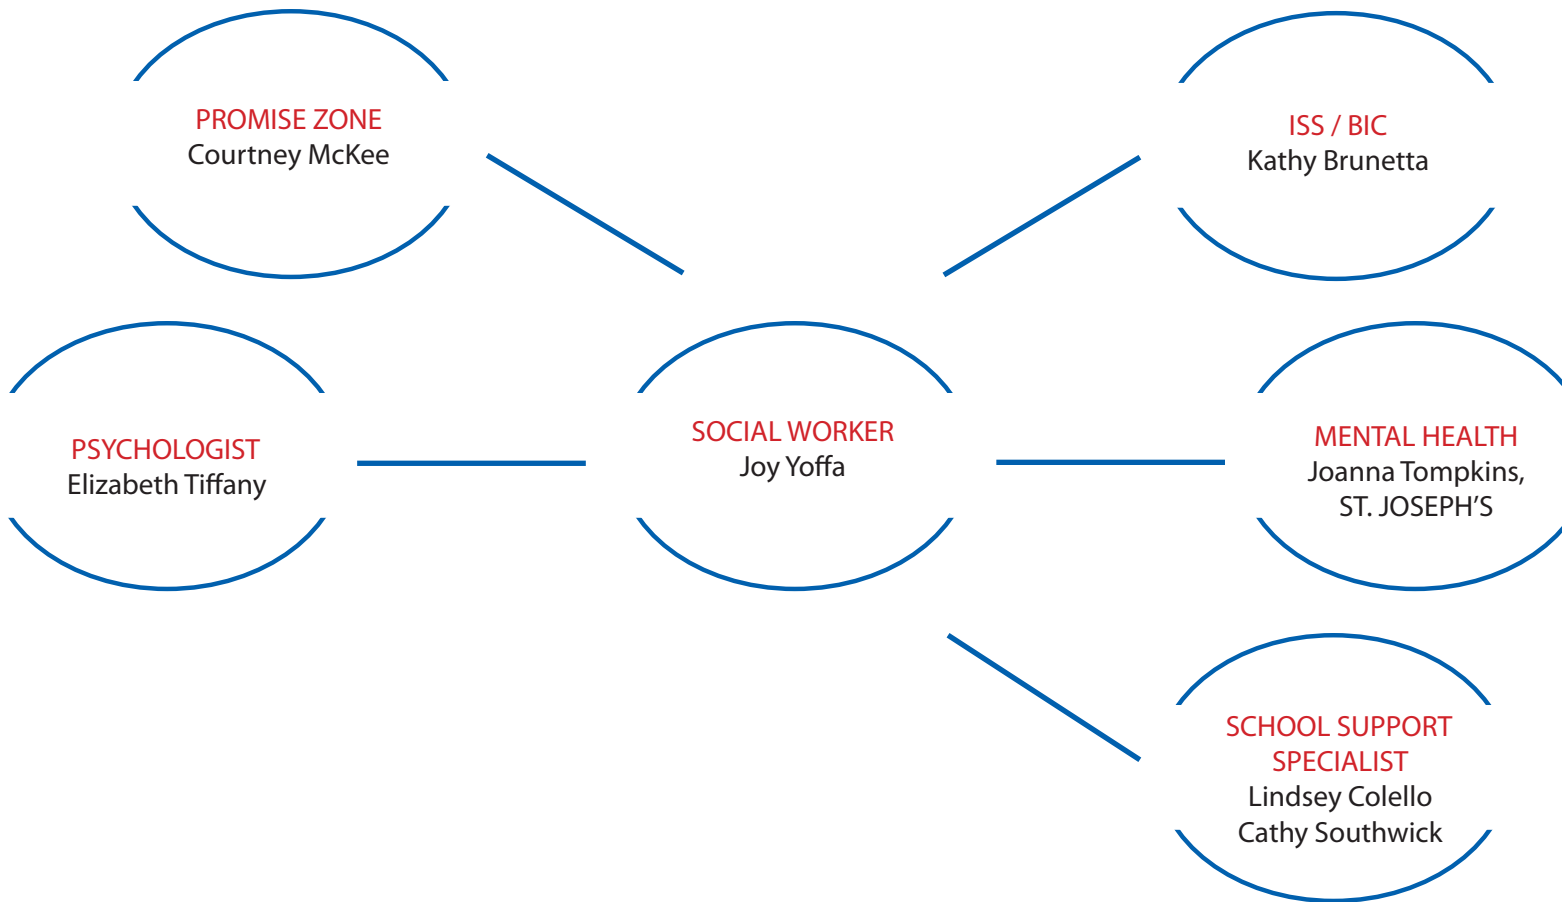 PROMISE ZONE
Courtney McKee
ISS / BIC
Kathy Brunetta
PSYCHOLOGIST
Elizabeth Tiffany
SOCIAL WORKER
Joy Yoffa
MENTAL HEALTH
Joanna Tompkins,
ST. JOSEPH’S
SCHOOL SUPPORT
SPECIALIST
Lindsey Colello
Cathy Southwick